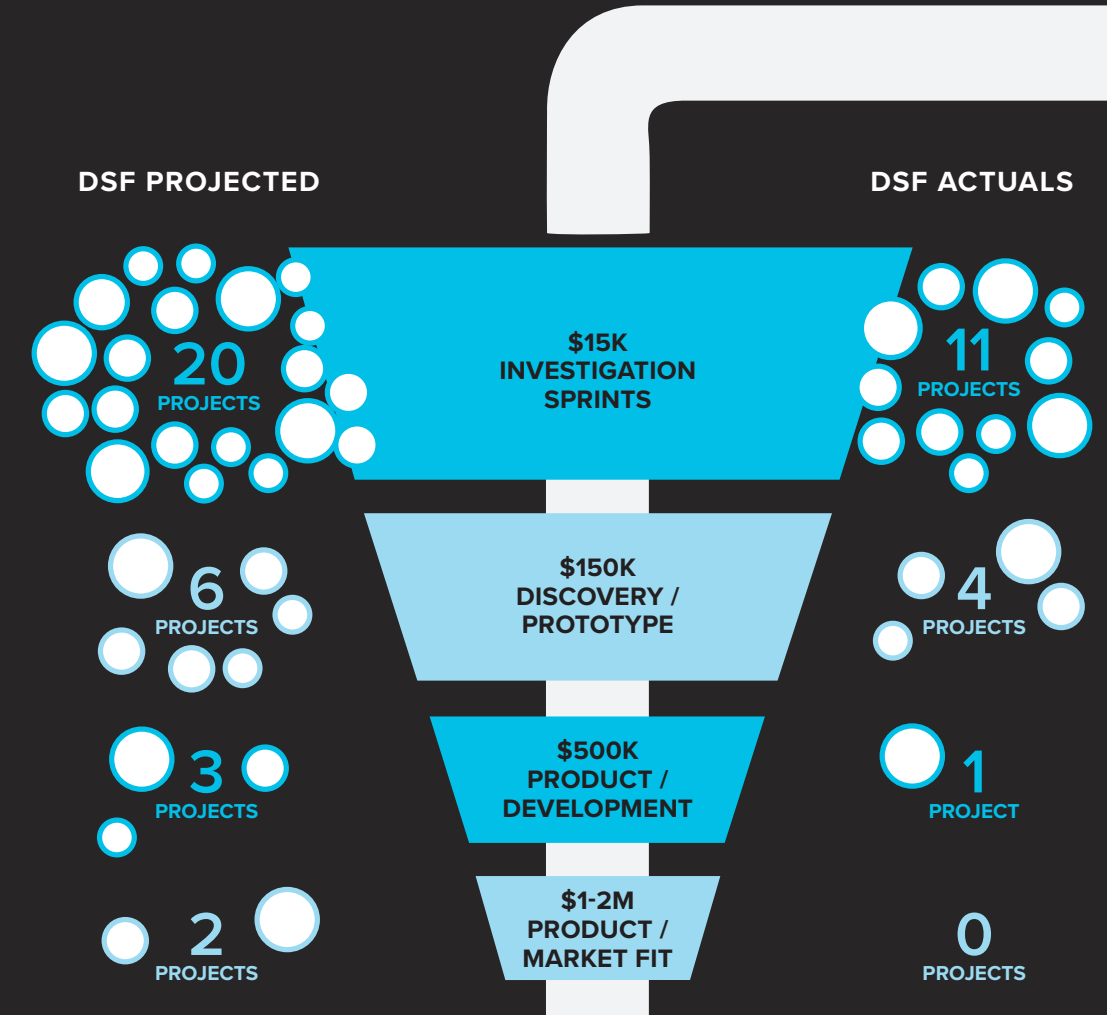 DSF PROJECTED
DSF ACTUALS
20
PROJECTS
$15K
INVESTIGATION
SPRINTS
11
PROJECTS
6
PROJECTS
$150K
DISCOVERY /
PROTOTYPE
4
PROJECTS
3
PROJECTS
$500K
PRODUCT /
DEVELOPMENT
1
PROJECT
2
PROJECTS
$1-2M
PRODUCT /
MARKET FIT
0
PROJECTS